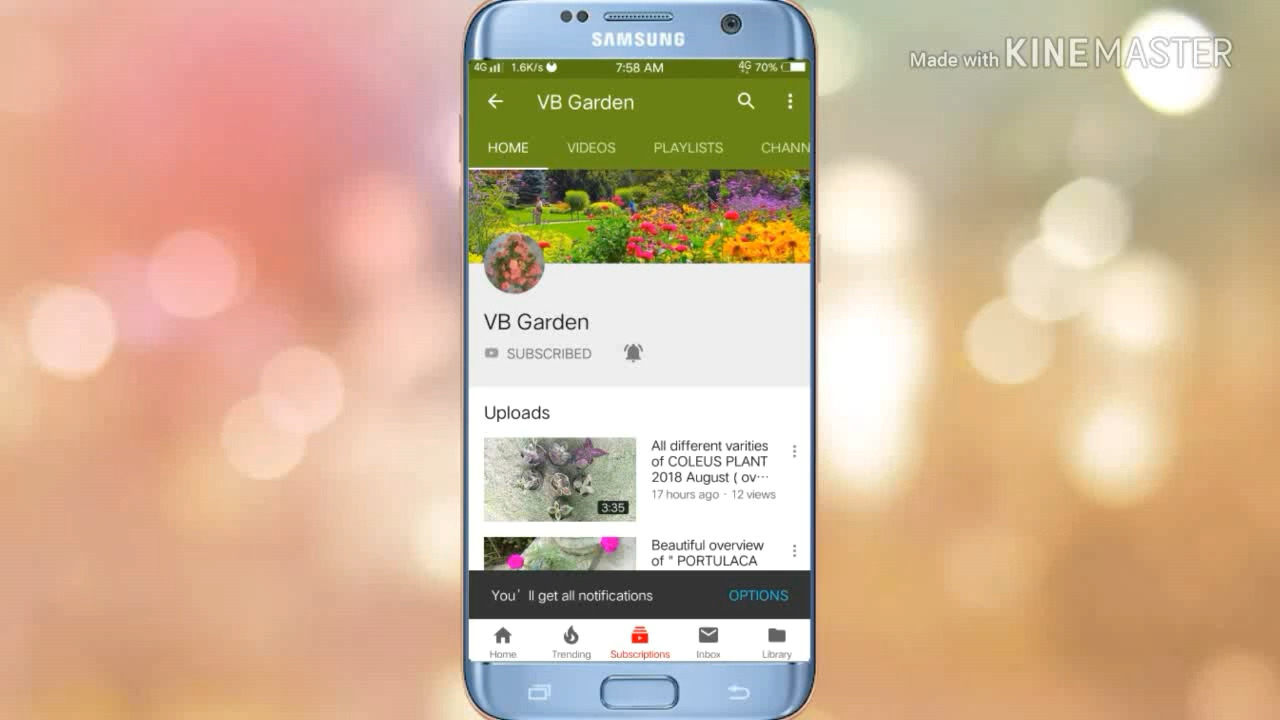 Made with KINEMASTER
SAMSUNG
4G 1.6K/s 7:58 AM 4G 70%
VB Garden
HOME VIDEOS PLAYLISTS CHANN
VB Garden
SUBSCRIBED
Uploads
All different varities
of COLEUS PLANT
2018 August ( ov···
17 hours ago · 12 views
3:35
Beautiful overview
of " PORTULACA
You' ll get all notifications OPTIONS
Home Trending Subscriptions Inbox Library